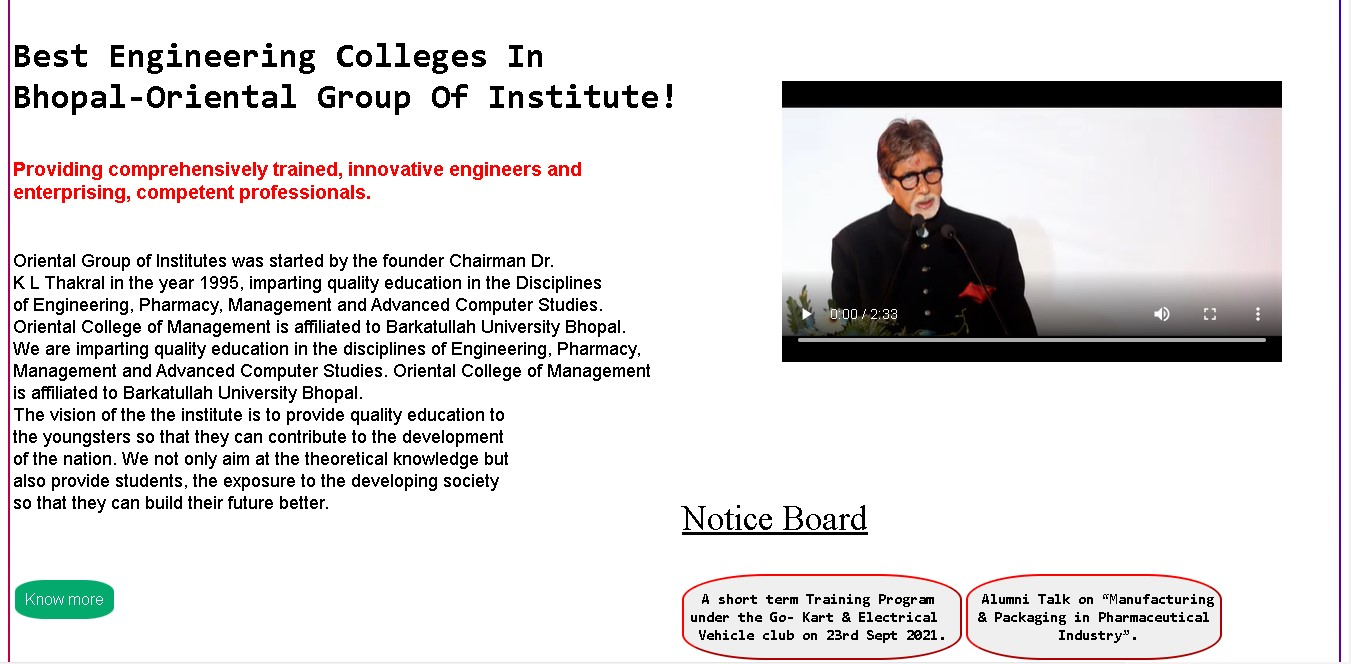 Best Engineering Colleges In
Bhopal-Oriental Group Of Institute!
Providing comprehensively trained, innovative engineers and
enterprising, competent professionals.
Oriental Group of Institutes was started by the founder Chairman Dr.
K L Thakral in the year 1995, imparting quality education in the Disciplines
of Engineering, Pharmacy, Management and Advanced Computer Studies.
Oriental College of Management is affiliated to Barkatullah University Bhopal.
We are imparting quality education in the disciplines of Engineering, Pharmacy,
Management and Advanced Computer Studies. Oriental College of Management
is affiliated to Barkatullah University Bhopal.
The vision of the the institute is to provide quality education to
the youngsters so that they can contribute to the development
of the nation. We not only aim at the theoretical knowledge but
also provide students, the exposure to the developing society
so that they can build their future better.
Know more
0:00 / 2:33
Notice Board
A short term Training Program
under the Go- Kart & Electrical
Vehicle club on 23rd Sept 2021.
Alumni Talk on “Manufacturing
& Packaging in Pharmaceutical
Industry”.